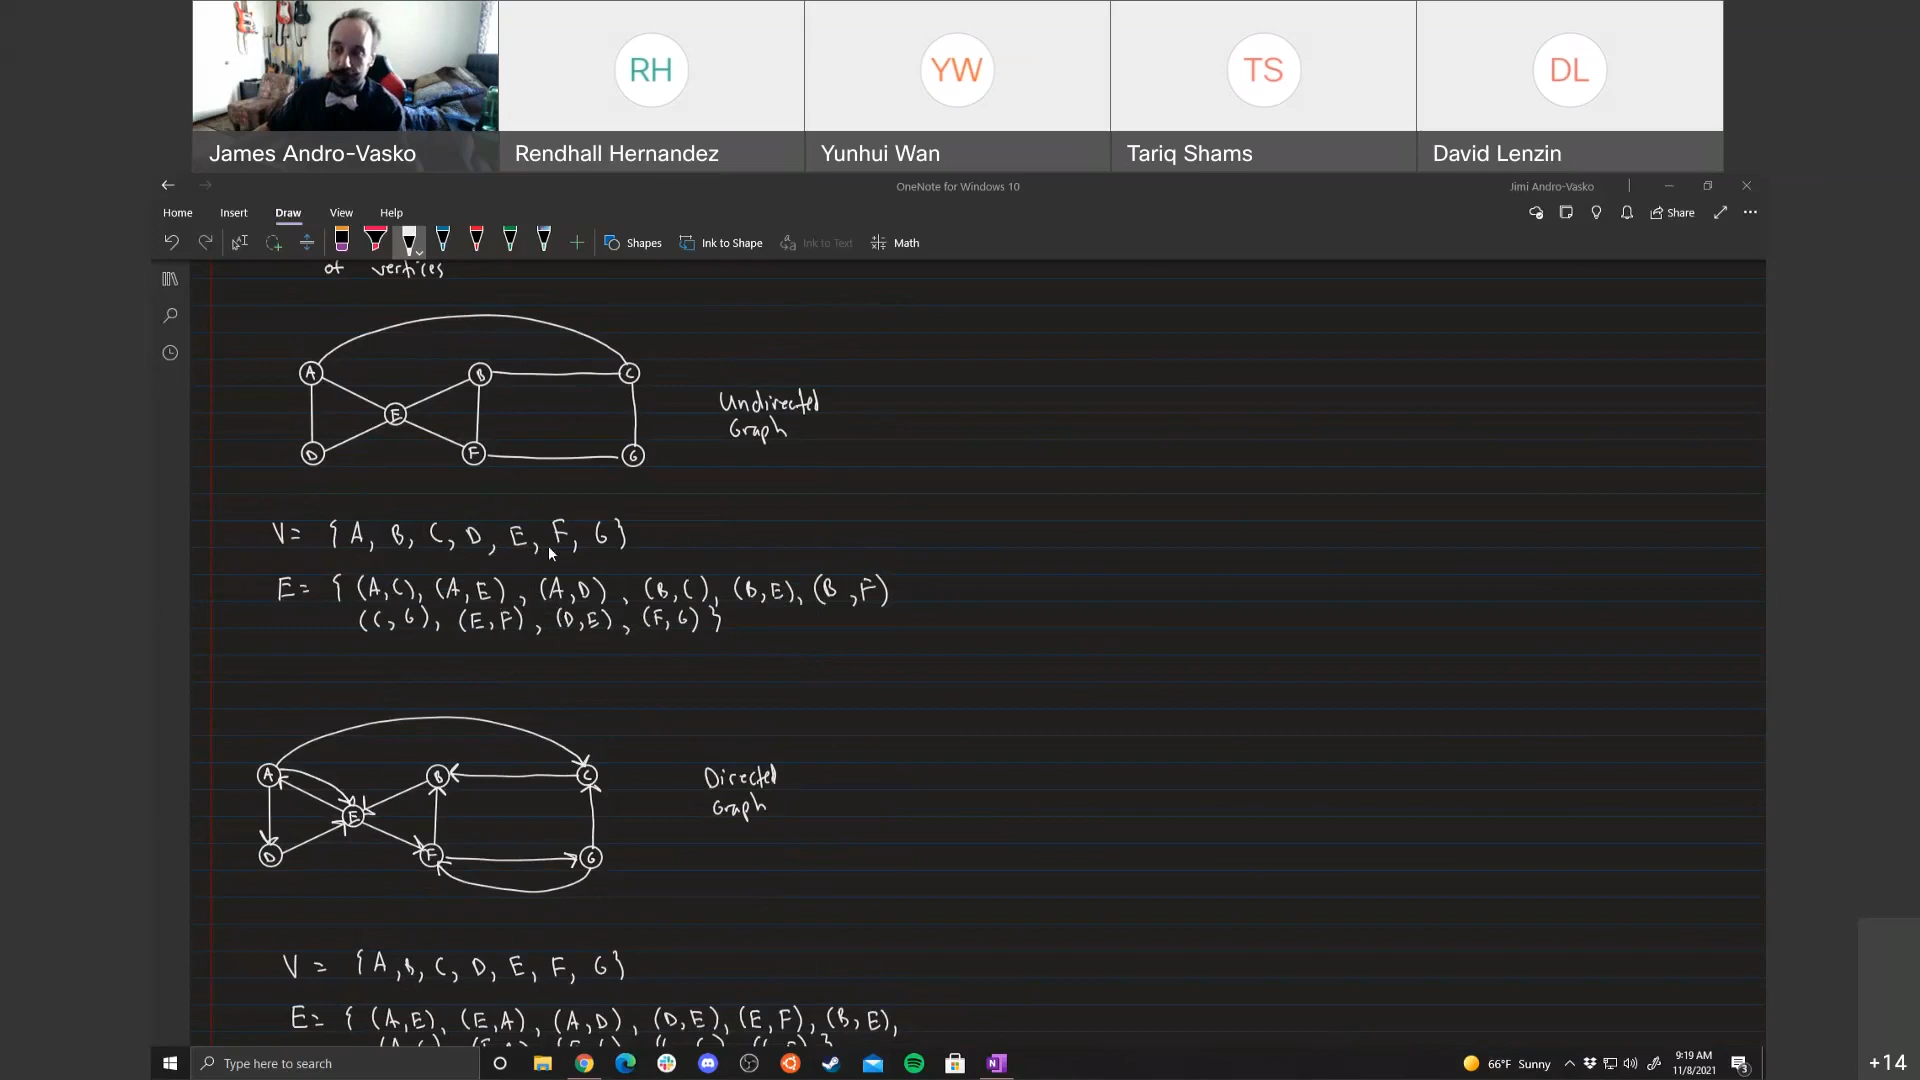 RH
YW
TS
DL
James Andro-Vasko
Rendhall Hernandez
Yunhui Wan
Tariq Shams
David Lenzin
OneNote for Windows 10
Jimi Andro-Vasko
Home Insert Draw View Help
Share
Shapes
Ink to Shape
Ink to Text
Math
of vertices
A B C
E
D F G
Undirected
Graph
V= { A, B, C, D, E, F, G }
E= { (A,C), (A,E), (A,D), (B,C), (B,E), (B,F)
(C,G), (E,F), (D,E), (F,G) }
A B C
E
D F G
Directed
Graph
V = { A, B, C, D, E, F, G }
E= { (A,E), (E,A), (A,D), (D,E), (E,F), (B,E),
Type here to search
66°F Sunny
9:19 AM
11/8/2021
3
+14